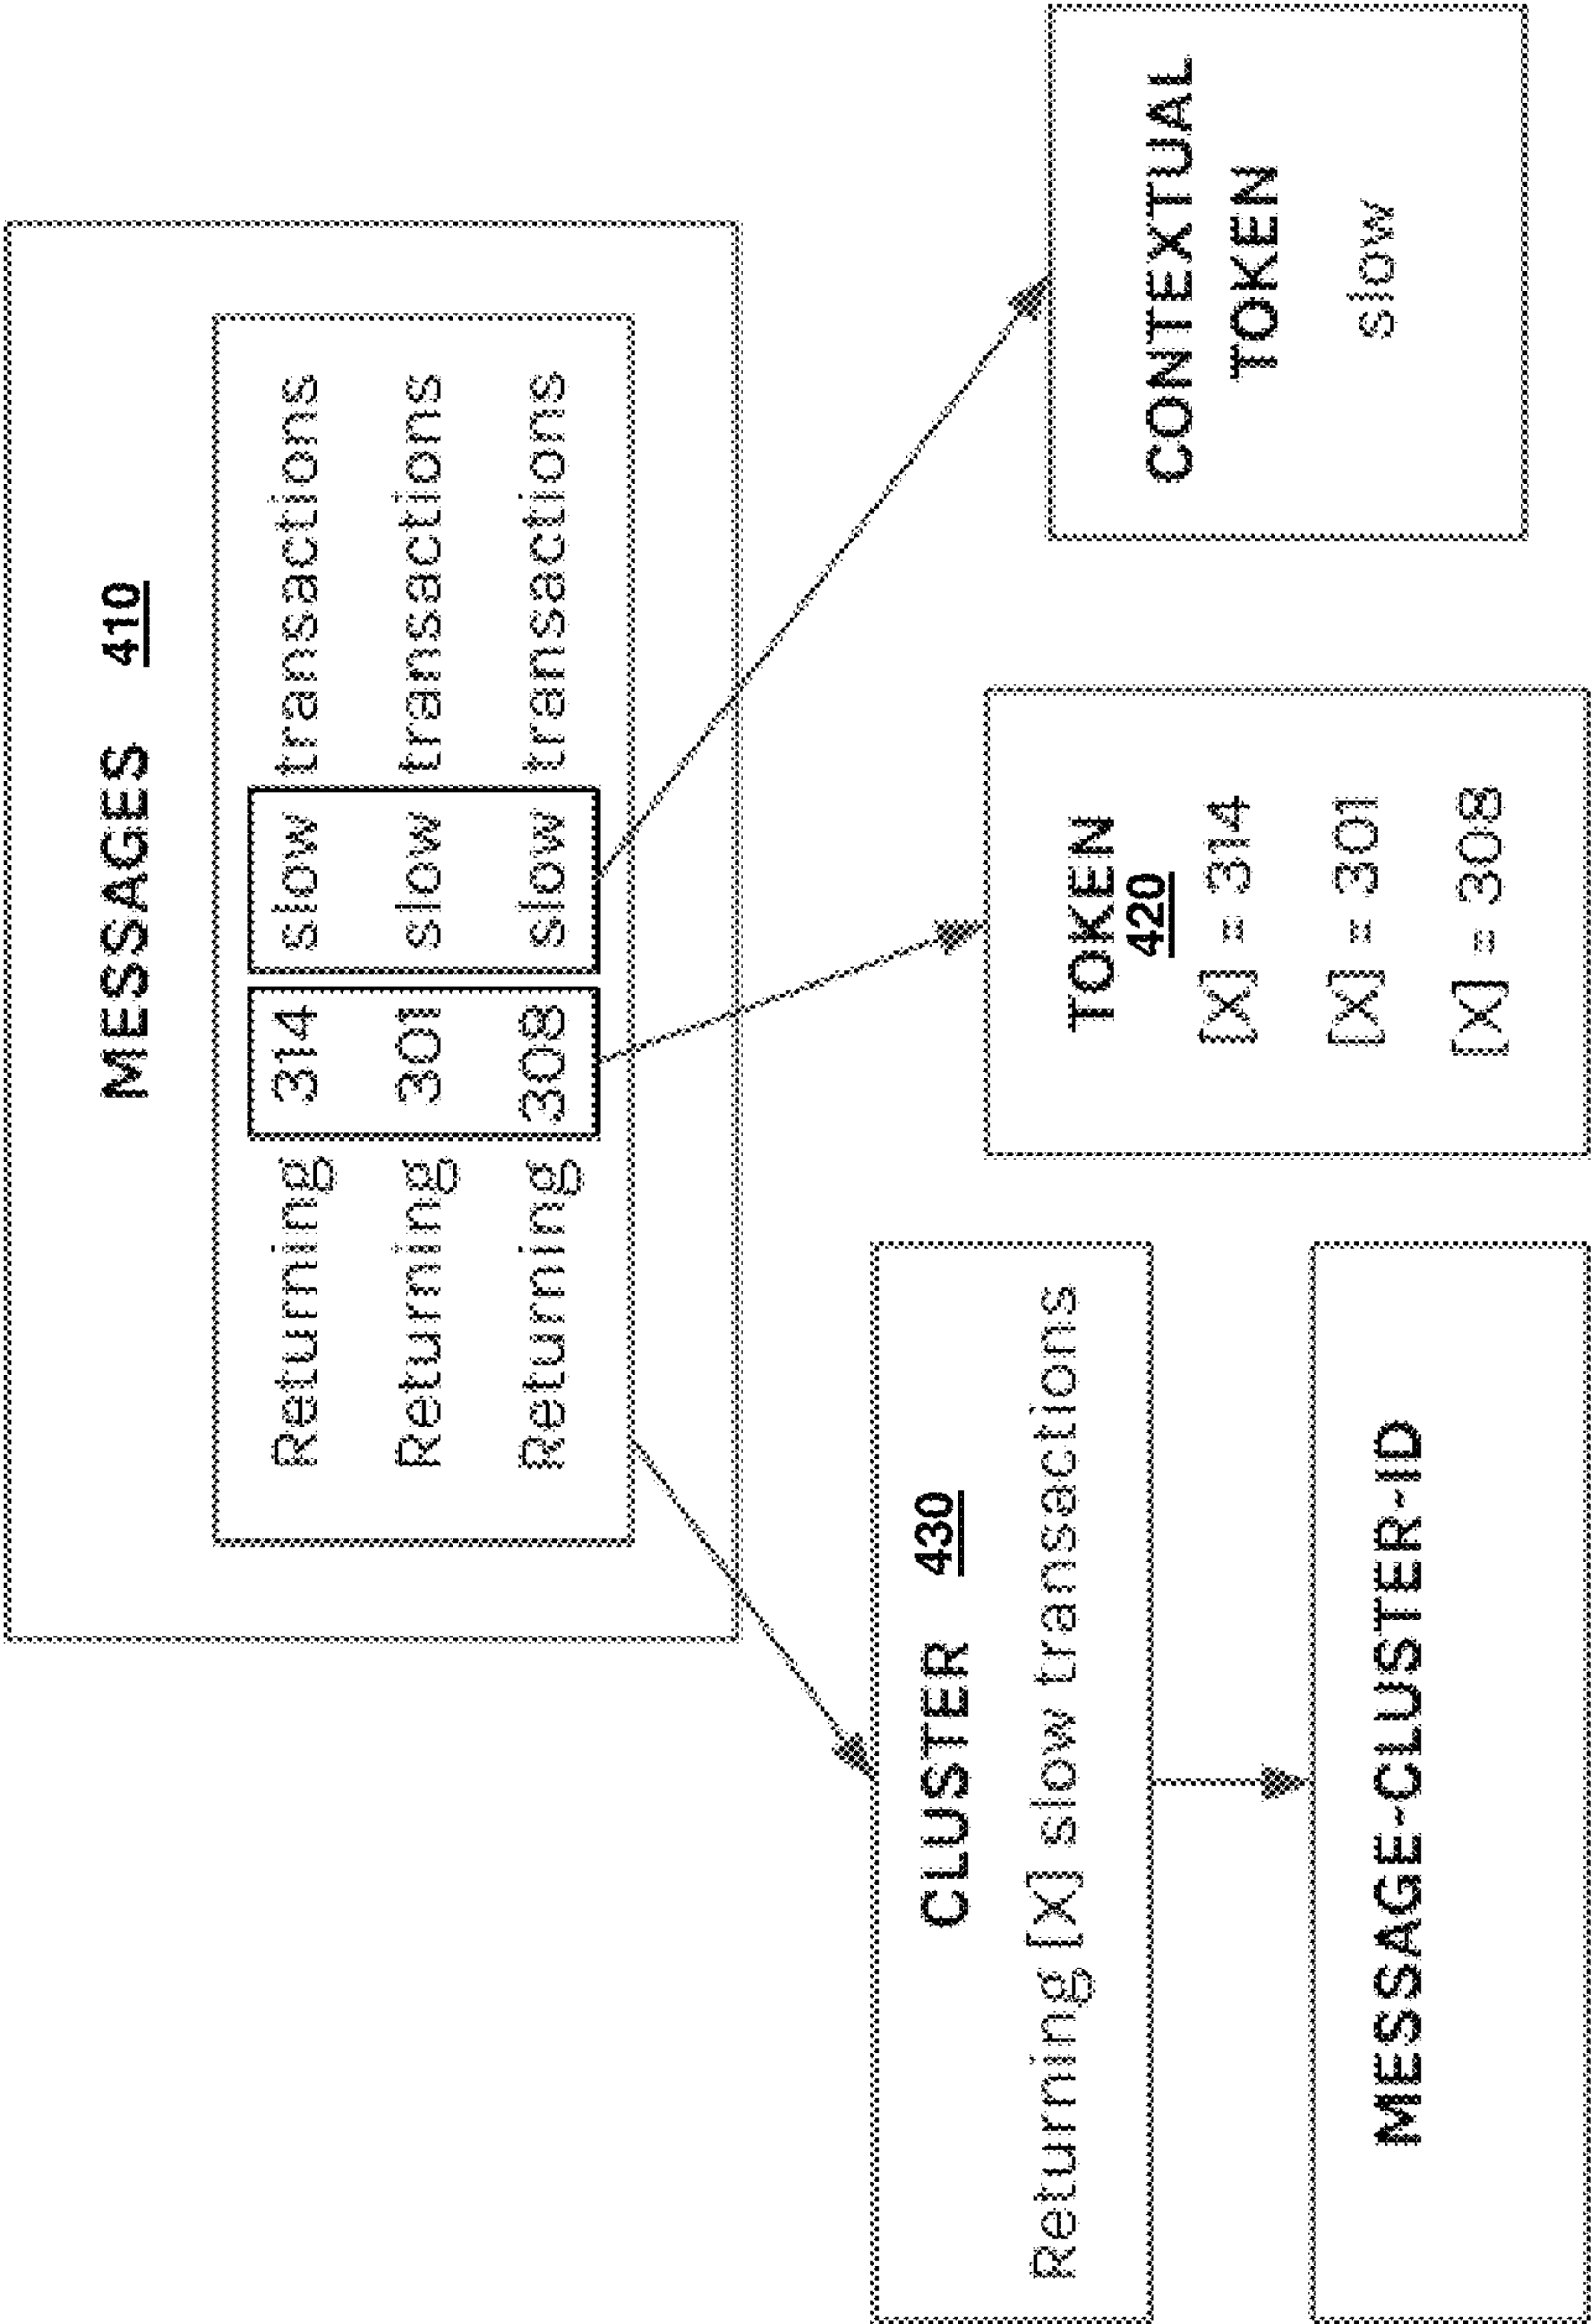 MESSAGES 410
Returning 314 slow transactions
Returning 301 slow transactions
Returning 308 slow transactions
CLUSTER 430
Returning [X] slow transactions
MESSAGE-CLUSTER-ID
TOKEN
420
[X] = 314
[X] = 301
[X] = 308
CONTEXTUAL
TOKEN
slow